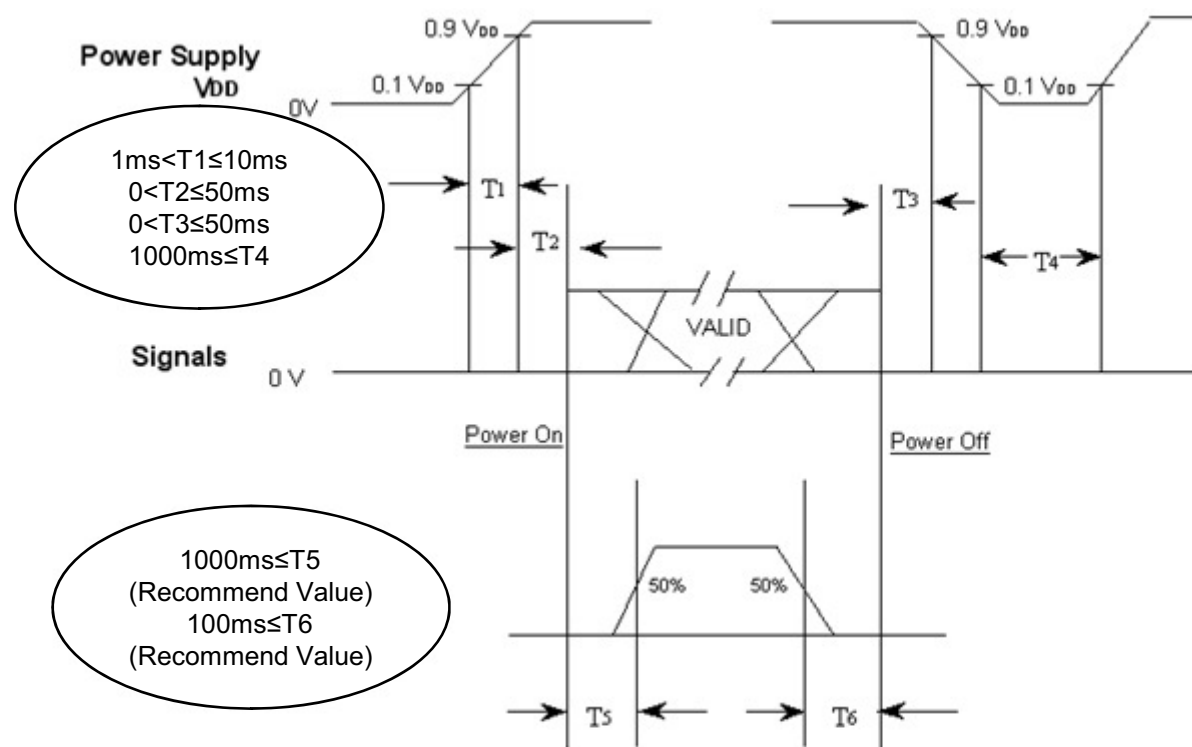 0.9 VDD
0.9 VDD
Power Supply
VDD
0.1 VDD
0.1 VDD
0V
1ms<T1≤10ms
0<T2≤50ms
0<T3≤50ms
1000ms≤T4
T1
T3
T2
T4
VALID
Signals
0 V
Power On
Power Off
1000ms≤T5
(Recommend Value)
100ms≤T6
(Recommend Value)
50%
50%
T5
T6